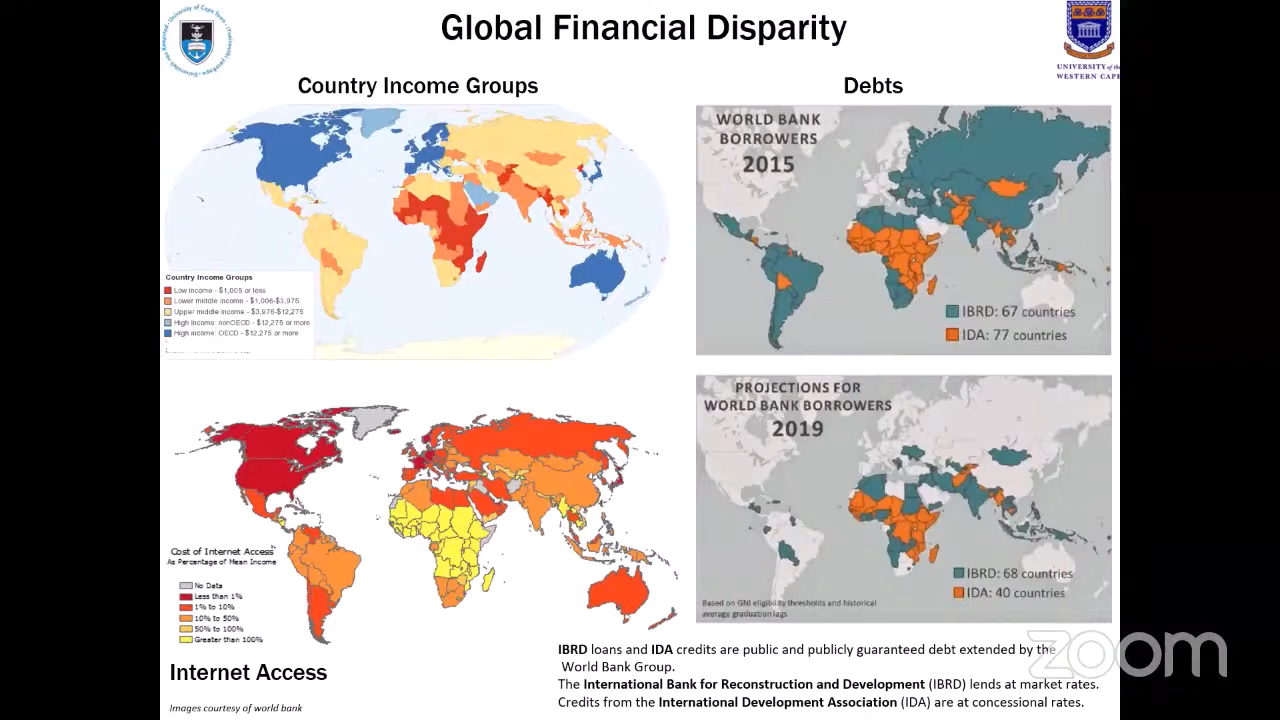 Global Financial Disparity
UNIVERSITY of the
WESTERN CAPE
Country Income Groups
Country Income Groups
Low income - $1,005 or less
Lower middle income - $1,006-$3,975
Upper middle income - $3,976-$12,275
High income: nonOECD - $12,275 or more
High income: OECD - $12,275 or more
Debts
WORLD BANK
BORROWERS
2015
IBRD: 67 countries
IDA: 77 countries
Cost of Internet Access
As Percentage of Mean Income
No Data
Less than 1%
1% to 10%
10% to 50%
50% to 100%
Greater than 100%
Internet Access
Images courtesy of world bank
PROJECTIONS FOR
WORLD BANK BORROWERS
2019
IBRD: 68 countries
IDA: 40 countries
Based on GNI eligibility thresholds and historical
average graduation lags
IBRD loans and IDA credits are public and publicly guaranteed debt extended by the
World Bank Group.
The International Bank for Reconstruction and Development (IBRD) lends at market rates.
Credits from the International Development Association (IDA) are at concessional rates.
zoom